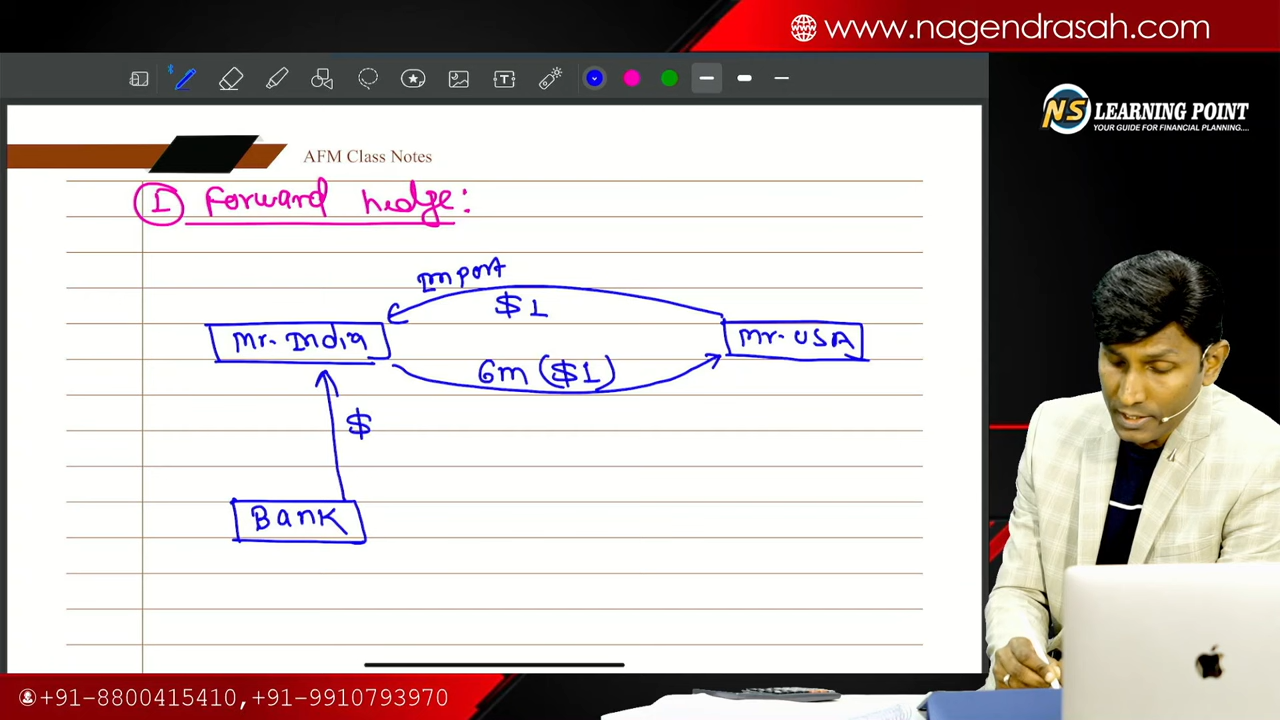 www.nagendrasah.com
NS LEARNING POINT
YOUR GUIDE FOR FINANCIAL PLANNING....
AFM Class Notes
1 Forward hedge:
Import
$1
Mr. India
Mr. USA
6m ($1)
$
Bank
+91-8800415410,+91-9910793970